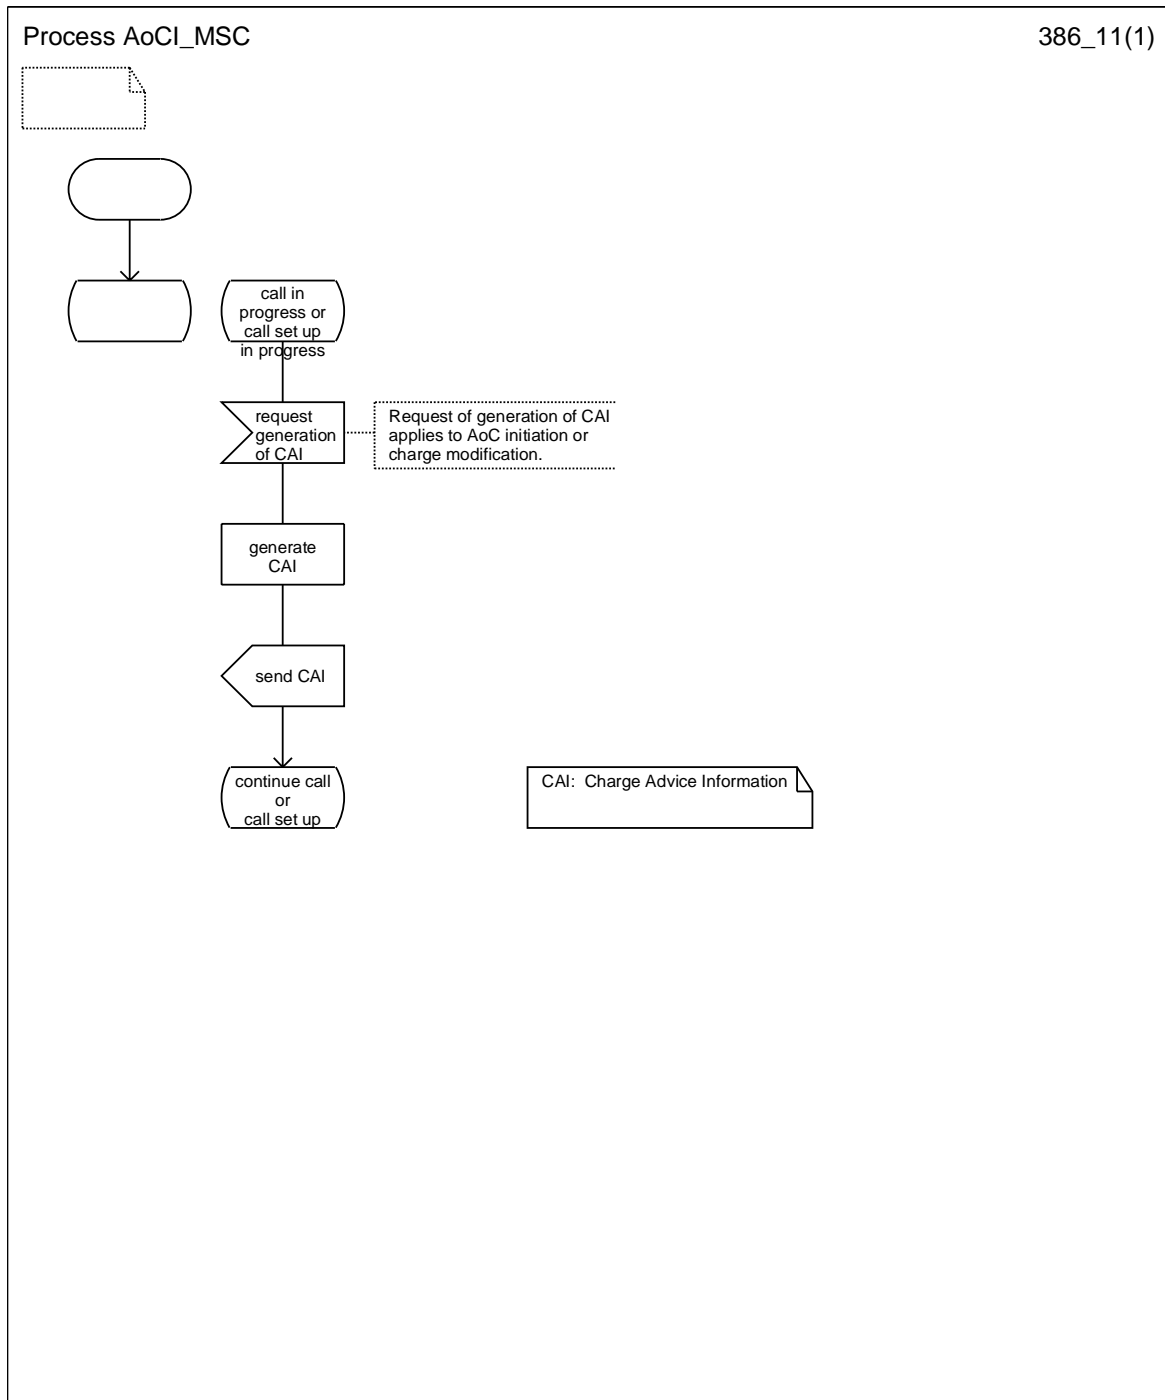 Process AoCI_MSC
386_11(1)
call in
progress or
call set up
in progress
request
generation
of CAI
Request of generation of CAI
applies to AoC initiation or
charge modification.
generate
CAI
send CAI
continue call
or
call set up
CAI:  Charge Advice Information